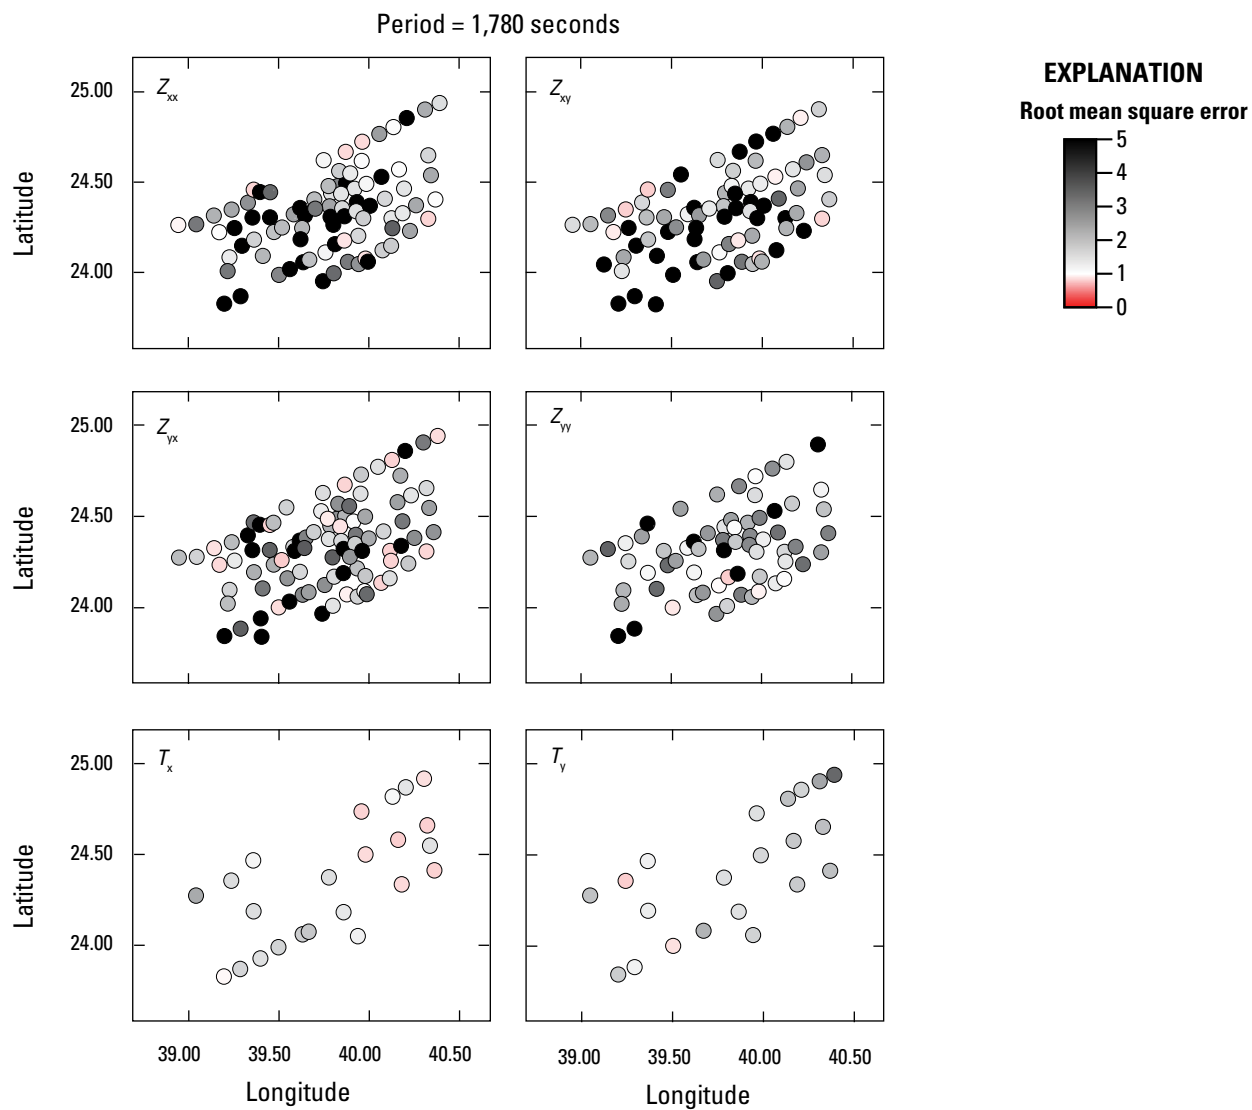 Period = 1,780 seconds
EXPLANATION
Root mean square error
5
4
3
2
1
0
Zxx
Zxy
25.00
24.50
24.00
Latitude
Zyx
Zyy
25.00
24.50
24.00
Latitude
Tx
Ty
25.00
24.50
24.00
Latitude
39.00 39.50 40.00 40.50
39.00 39.50 40.00 40.50
Longitude
Longitude